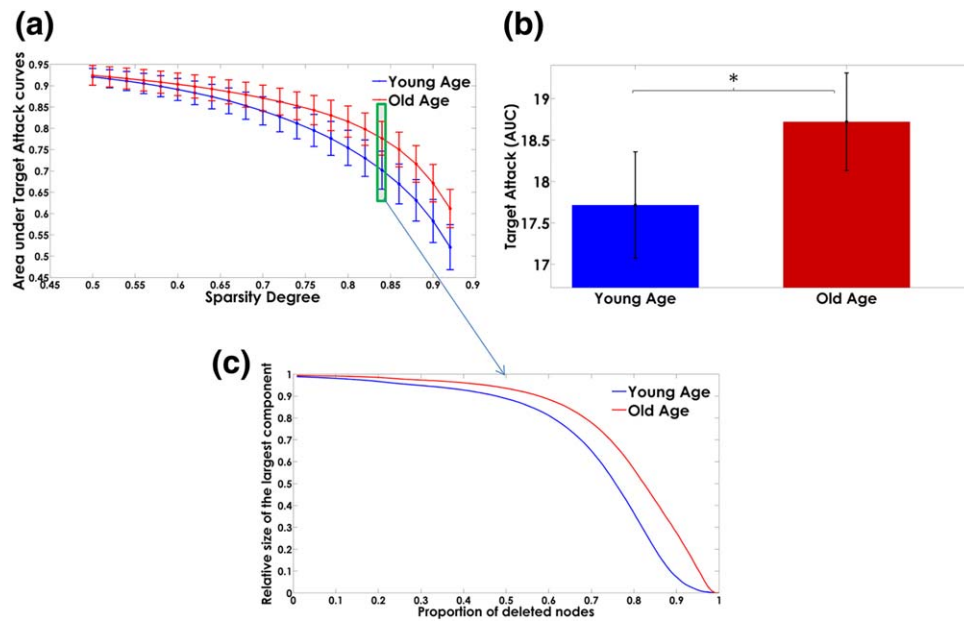 (a)
Area under Target Attack curves
0.95
0.9
0.85
0.8
0.75
0.7
0.65
0.6
0.55
0.5
0.45
0.45 0.5 0.55 0.6 0.65 0.7 0.75 0.8 0.85 0.9 0.9
Sparsity Degree
Young Age
Old Age
(b)
Target Attack (AUC)
19
18.5
18
17.5
17
*
Young Age Old Age
(c)
Relative size of the largest component
1
0.9
0.8
0.7
0.6
0.5
0.4
0.3
0.2
0.1
0
0 0.1 0.2 0.3 0.4 0.5 0.6 0.7 0.8 0.9 1
Proportion of deleted nodes
Young Age
Old Age